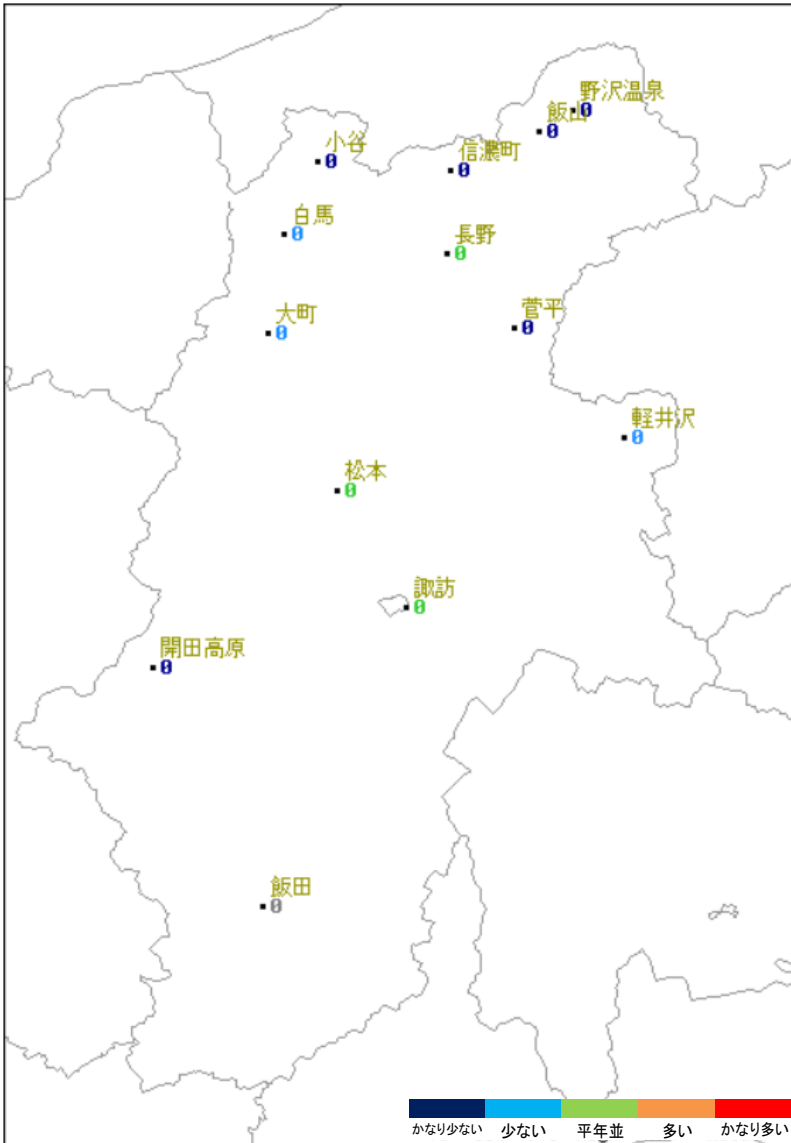 野沢温泉
0
飯山
0
小谷
0
信濃町
0
白馬
0
長野
0
大町
0
菅平
0
軽井沢
0
松本
0
諏訪
0
開田高原
0
飯田
0
かなり少ない 少ない 平年並 多い かなり多い